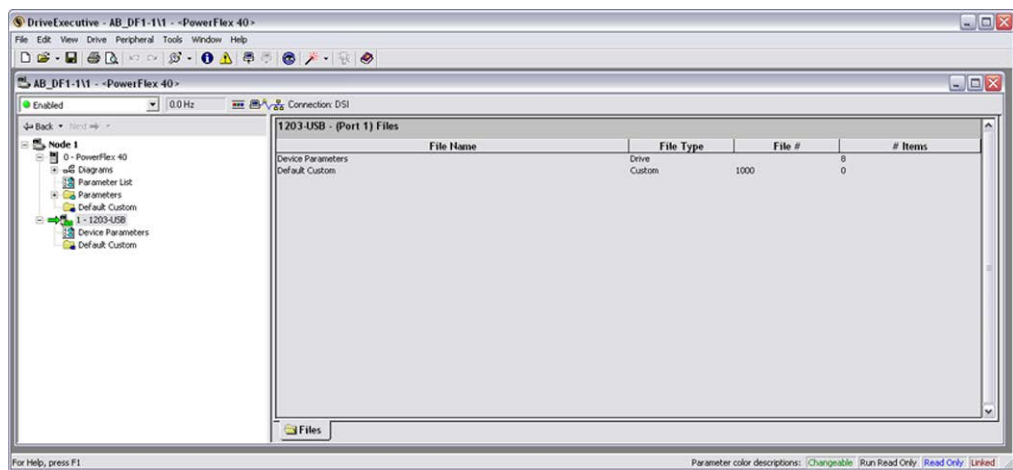 DriveExecutive - AB_DF1-1\1 - <PowerFlex 40>
File Edit View Drive Peripheral Tools Window Help
AB_DF1-1\1 - <PowerFlex 40>
Enabled 0.0 Hz Connection: DSI
Back Next
Node 1
0 - PowerFlex 40
Diagrams
Parameter List
Parameters
Default Custom
1 - 1203-USB
Device Parameters
Default Custom
1203-USB - (Port 1) Files
File Name File Type File # # Items
Device Parameters Drive 8
Default Custom Custom 1000 0
Files
For Help, press F1 Parameter color descriptions: Changeable Run Read Only Read Only Linked